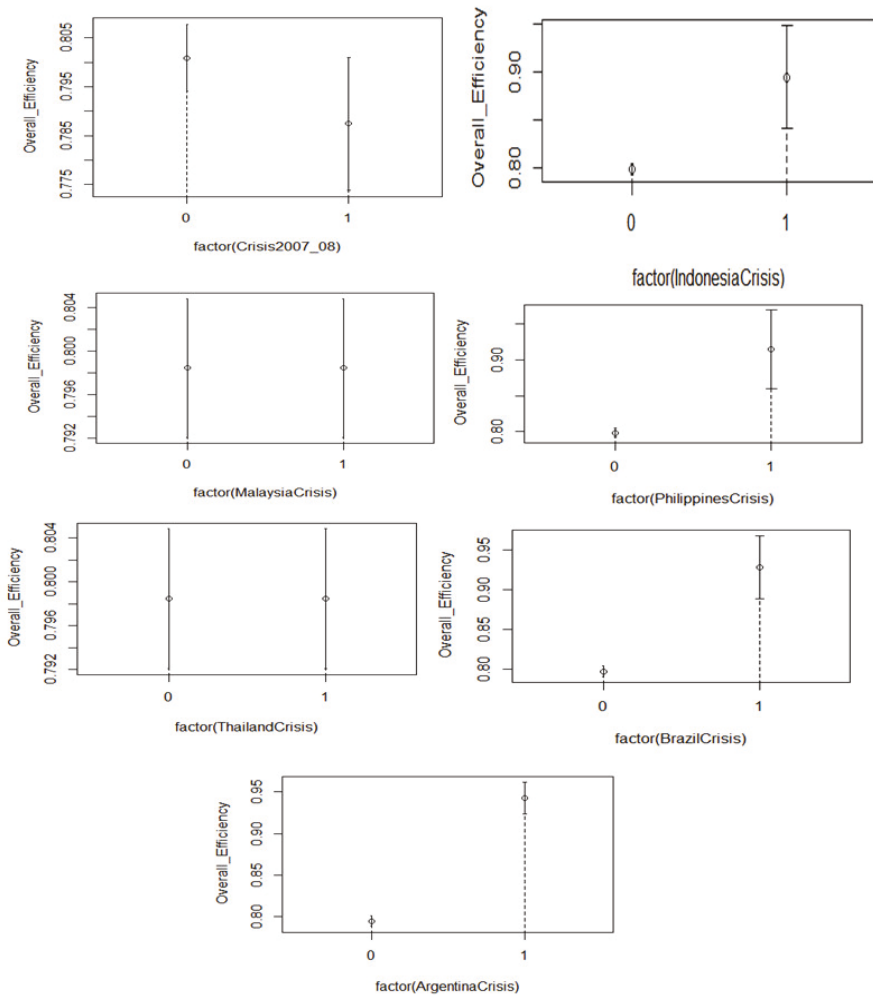 Overall_Efficiency
0.775 0.785 0.795 0.805
0 1
factor(Crisis2007_08)
Overall_Efficiency
0.80 0.90
0 1
factor(IndonesiaCrisis)
Overall_Efficiency
0.792 0.796 0.800 0.804
0 1
factor(MalaysiaCrisis)
Overall_Efficiency
0.80 0.90
0 1
factor(PhilippinesCrisis)
Overall_Efficiency
0.792 0.796 0.800 0.804
0 1
factor(ThailandCrisis)
Overall_Efficiency
0.80 0.85 0.90 0.95
0 1
factor(BrazilCrisis)
Overall_Efficiency
0.80 0.85 0.90 0.95
0 1
factor(ArgentinaCrisis)